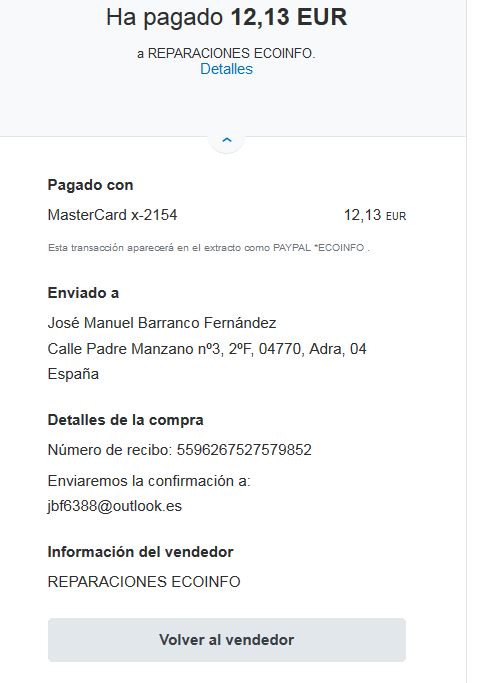 Ha pagado 12,13 EUR
a REPARACIONES ECOINFO.
Detalles
Pagado con
MasterCard x-2154 12,13 EUR
Esta transacción aparecerá en el extracto como PAYPAL *ECOINFO .
Enviado a
José Manuel Barranco Fernández
Calle Padre Manzano nº3, 2ºF, 04770, Adra, 04
España
Detalles de la compra
Número de recibo: 5596267527579852
Enviaremos la confirmación a:
jbf6388@outlook.es
Información del vendedor
REPARACIONES ECOINFO
Volver al vendedor